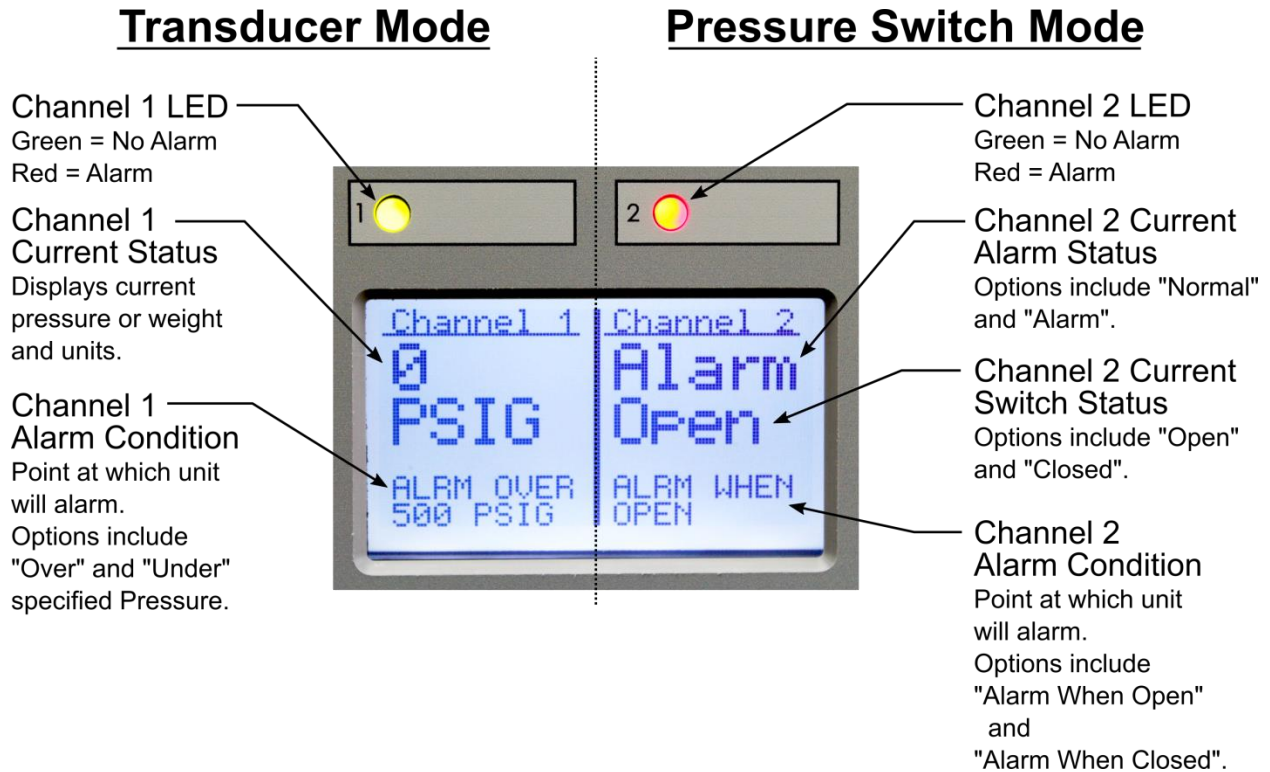 Transducer Mode
Pressure Switch Mode
Channel 1 LED
Green = No Alarm
Red = Alarm
Channel 1
Current Status
Displays current
pressure or weight
and units.
Channel 1
Alarm Condition
Point at which unit
will alarm.
Options include
"Over" and "Under"
specified Pressure.
1
2
Channel 1
0
PSIG
ALRM OVER
500 PSIG
Channel 2
Alarm
Open
ALRM WHEN
OPEN
Channel 2 LED
Green = No Alarm
Red = Alarm
Channel 2 Current
Alarm Status
Options include "Normal"
and "Alarm".
Channel 2 Current
Switch Status
Options include "Open"
and "Closed".
Channel 2
Alarm Condition
Point at which unit
will alarm.
Options include
"Alarm When Open"
and
"Alarm When Closed".